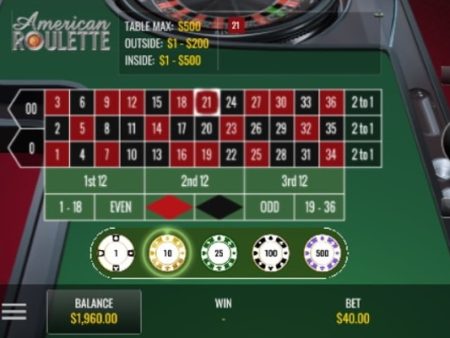 American
ROULETTE
TABLE MAX: $500
OUTSIDE: $1 - $200
INSIDE: $1 - $500
21
00 3 6 9 12 15 18 21 24 27 30 33 36 2 to 1
2 5 8 11 14 17 20 23 26 29 32 35 2 to 1
0 1 4 7 10 13 16 19 22 25 28 31 34 2 to 1
1st 12 2nd 12 3rd 12
1 - 18 EVEN ODD 19 - 36
1 10 25 100 500
BALANCE WIN BET
$1,960.00 - $40.00